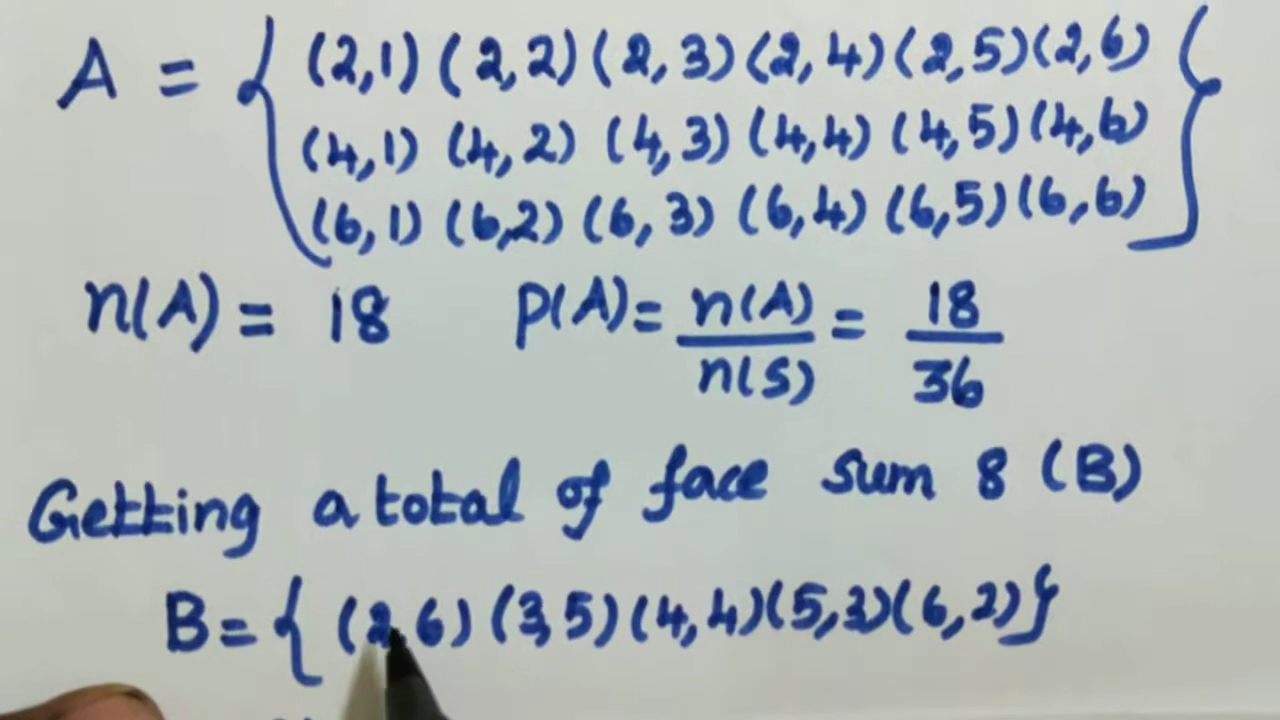 A = { (2,1) (2,2) (2,3) (2,4) (2,5) (2,6)
(4,1) (4,2) (4,3) (4,4) (4,5) (4,6)
(6,1) (6,2) (6,3) (6,4) (6,5) (6,6) }
n(A) = 18 P(A) = n(A)/n(S) = 18/36
Getting a total of face sum 8 (B)
B = { (2,6) (3,5) (4,4) (5,3) (6,2) }